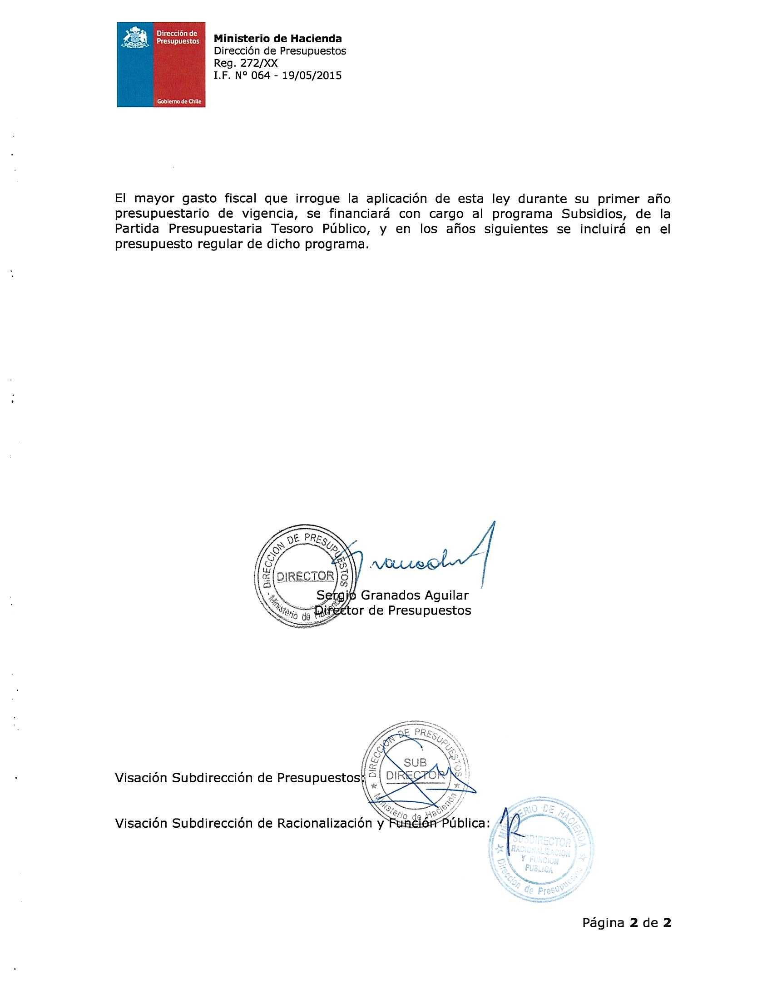 Dirección de
Presupuestos
Gobierno de Chile
Ministerio de Hacienda
Dirección de Presupuestos
Reg. 272/XX
I.F. Nº 064 - 19/05/2015
El mayor gasto fiscal que irrogue la aplicación de esta ley durante su primer año
presupuestario de vigencia, se financiará con cargo al programa Subsidios, de la
Partida Presupuestaria Tesoro Público, y en los años siguientes se incluirá en el
presupuesto regular de dicho programa.
DIRECCION DE PRESUPUESTOS
DIRECTOR
- Ministerio de Hacienda -
Sergio Granados Aguilar
Director de Presupuestos
DIRECCION DE PRESUPUESTOS
SUB
DIRECTOR
Ministerio de Hacienda
Visación Subdirección de Presupuestos:
Visación Subdirección de Racionalización y Función Pública:
MINISTERIO DE HACIENDA
SUBDIRECTOR
RACIONALIZACION
Y FUNCION
PUBLICA
Dirección de Presupuestos
Página 2 de 2